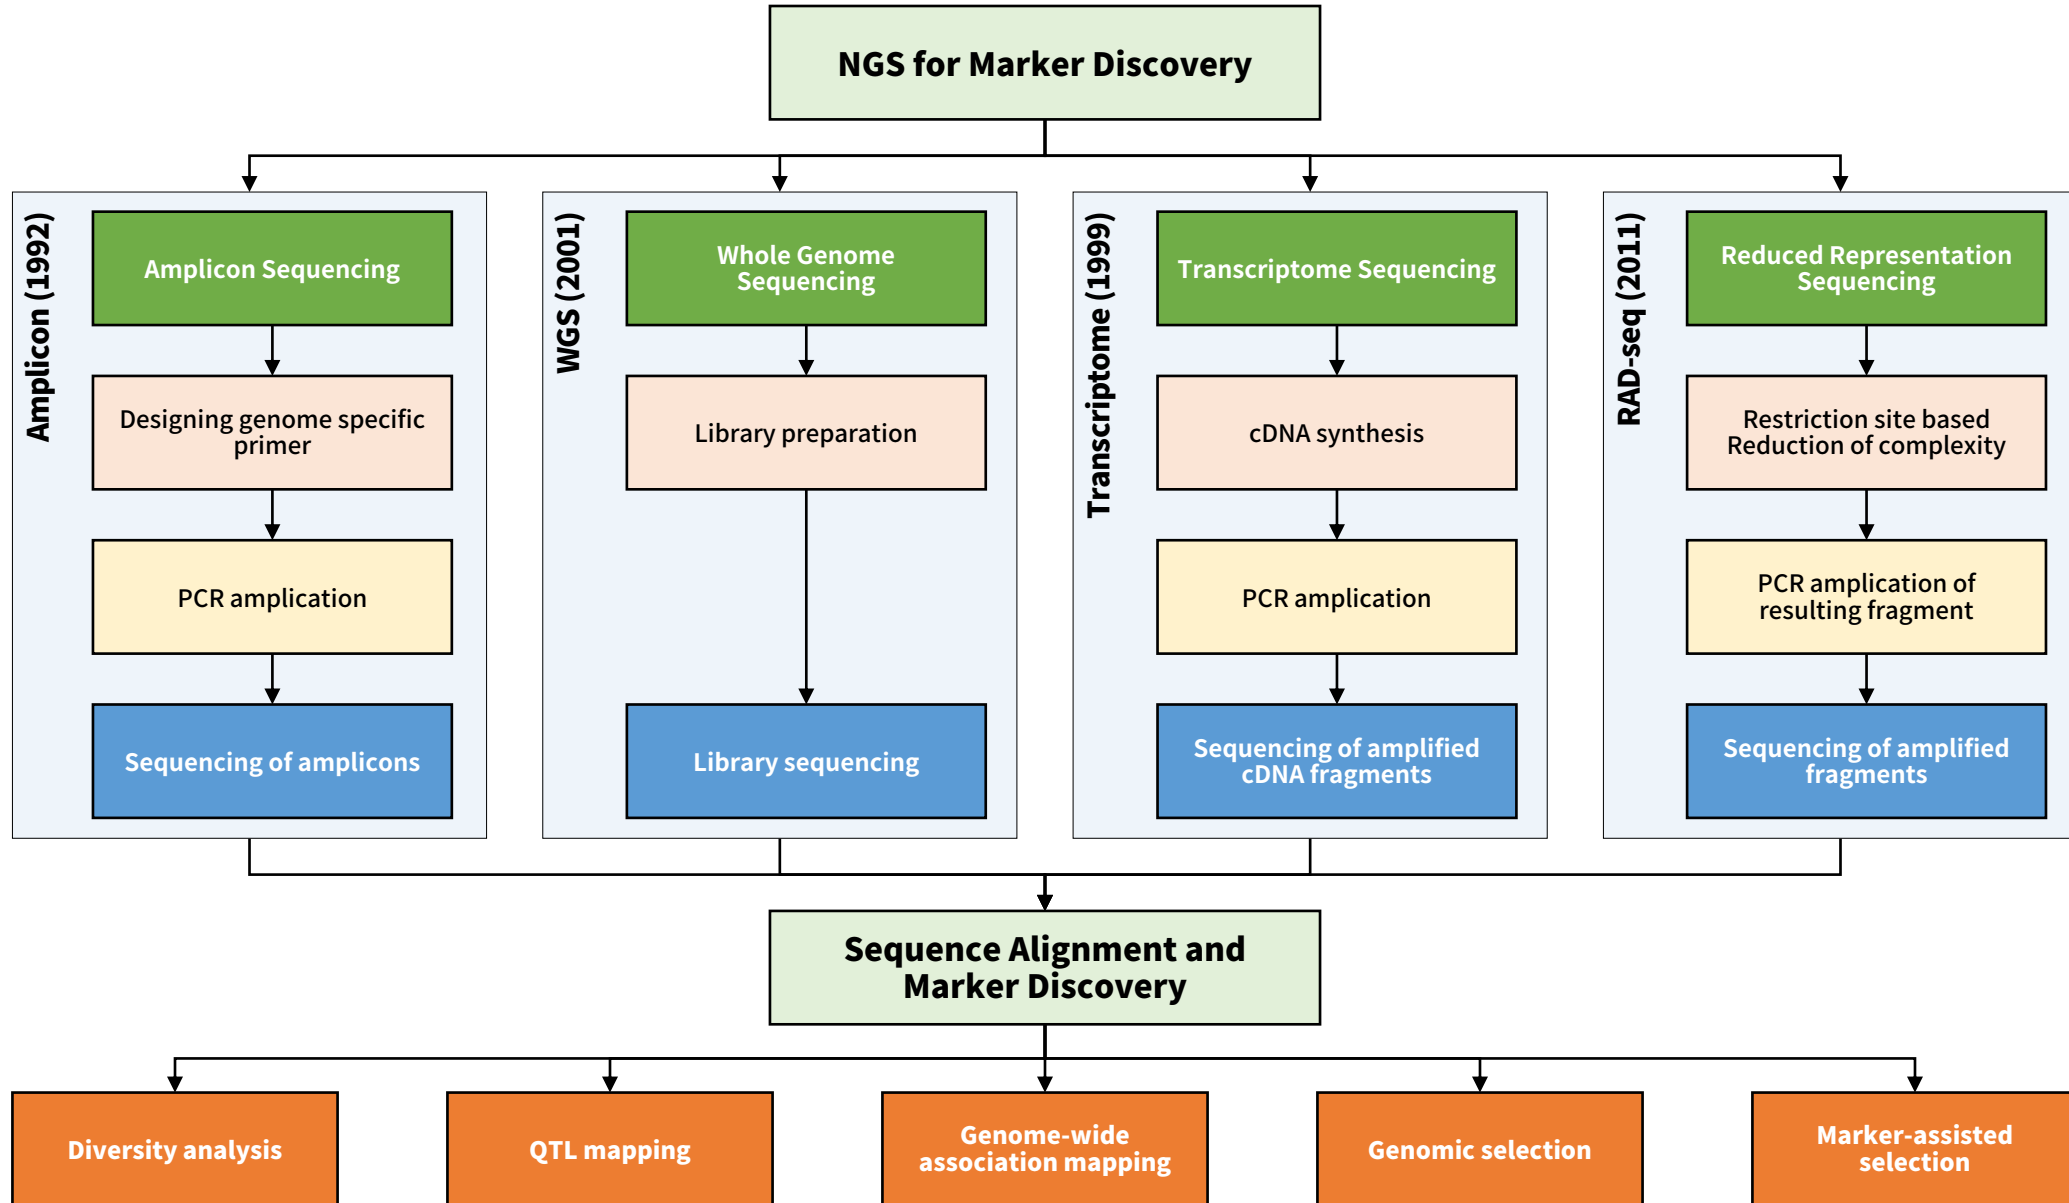 NGS for Marker Discovery
Amplicon (1992)
Amplicon Sequencing
Designing genome specific
primer
PCR amplication
Sequencing of amplicons
WGS (2001)
Whole Genome
Sequencing
Library preparation
Library sequencing
Transcriptome (1999)
Transcriptome Sequencing
cDNA synthesis
PCR amplication
Sequencing of amplified
cDNA fragments
RAD-seq (2011)
Reduced Representation
Sequencing
Restriction site based
Reduction of complexity
PCR amplication of
resulting fragment
Sequencing of amplified
fragments
Sequence Alignment and
Marker Discovery
Diversity analysis
QTL mapping
Genome-wide
association mapping
Genomic selection
Marker-assisted
selection